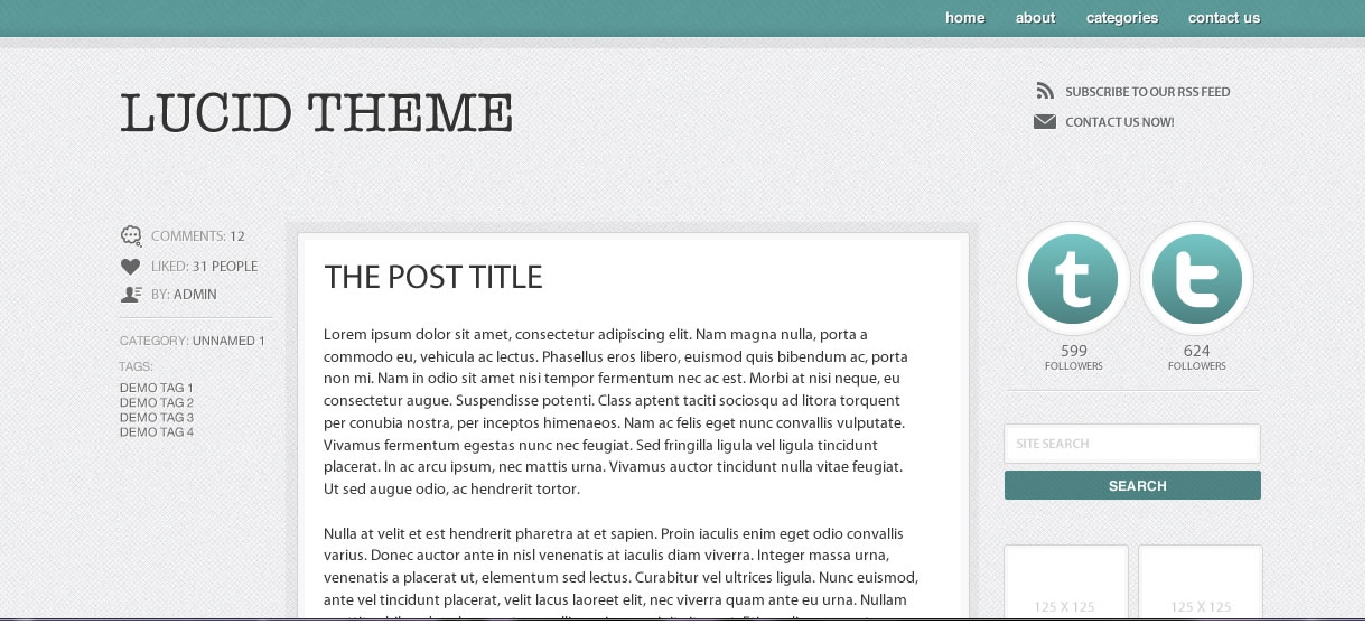 home about categories contact us
LUCID THEME
SUBSCRIBE TO OUR RSS FEED
CONTACT US NOW!
COMMENTS: 12
LIKED: 31 PEOPLE
BY: ADMIN
CATEGORY: UNNAMED 1
TAGS:
DEMO TAG 1
DEMO TAG 2
DEMO TAG 3
DEMO TAG 4
THE POST TITLE
Lorem ipsum dolor sit amet, consectetur adipiscing elit. Nam magna nulla, porta a
commodo eu, vehicula ac lectus. Phasellus eros libero, euismod quis bibendum ac, porta
non mi. Nam in odio sit amet nisi tempor fermentum nec ac est. Morbi at nisi neque, eu
consectetur augue. Suspendisse potenti. Class aptent taciti sociosqu ad litora torquent
per conubia nostra, per inceptos himenaeos. Nam ac felis eget nunc convallis vulputate.
Vivamus fermentum egestas nunc nec feugiat. Sed fringilla ligula vel ligula tincidunt
placerat. In ac arcu ipsum, nec mattis urna. Vivamus auctor tincidunt nulla vitae feugiat.
Ut sed augue odio, ac hendrerit tortor.
Nulla at velit et est hendrerit pharetra at et sapien. Proin iaculis enim eget odio convallis
varius. Donec auctor ante in nisl venenatis at iaculis diam viverra. Integer massa urna,
venenatis a placerat ut, elementum sed lectus. Curabitur vel ultrices ligula. Nunc euismod,
ante vel tincidunt placerat, velit lacus laoreet elit, nec viverra quam ante eu urna. Nullam
t t
599 624
FOLLOWERS FOLLOWERS
SITE SEARCH
SEARCH
125 X 125 125 X 125